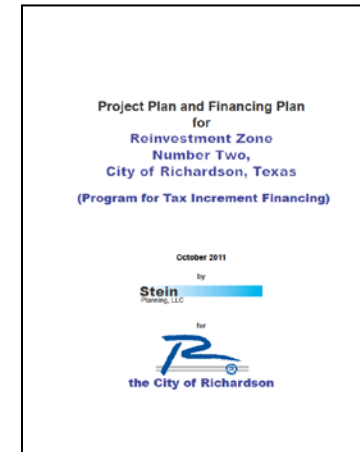 Project Plan and Financing Plan
for
Reinvestment Zone
Number Two,
City of Richardson, Texas
(Program for Tax Increment Financing)
October 2011
by
Stein
Planning, LLC
for
the City of Richardson